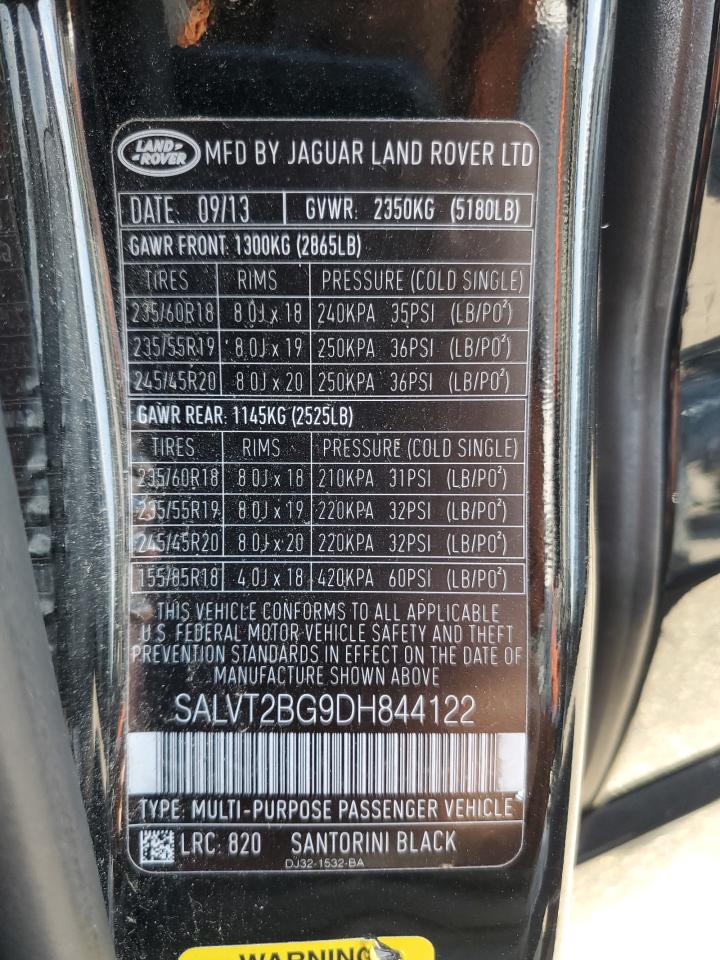 LAND ROVER MFD BY JAGUAR LAND ROVER LTD
DATE: 09/13 GVWR: 2350KG (5180LB)
GAWR FRONT: 1300KG (2865LB)
TIRES RIMS PRESSURE (COLD SINGLE)
235/60R18 8.0J x 18 240KPA 35PSI (LB/PO²)
235/55R19 8.0J x 19 250KPA 36PSI (LB/PO²)
245/45R20 8.0J x 20 250KPA 36PSI (LB/PO²)
GAWR REAR: 1145KG (2525LB)
TIRES RIMS PRESSURE (COLD SINGLE)
235/60R18 8.0J x 18 210KPA 31PSI (LB/PO²)
235/55R19 8.0J x 19 220KPA 32PSI (LB/PO²)
245/45R20 8.0J x 20 220KPA 32PSI (LB/PO²)
155/85R18 4.0J x 18 420KPA 60PSI (LB/PO²)
THIS VEHICLE CONFORMS TO ALL APPLICABLE
U.S. FEDERAL MOTOR VEHICLE SAFETY AND THEFT
PREVENTION STANDARDS IN EFFECT ON THE DATE OF
MANUFACTURE SHOWN ABOVE
SALVT2BG9DH844122
TYPE: MULTI-PURPOSE PASSENGER VEHICLE
LRC: 820 SANTORINI BLACK
DJ32-1532-BA
WARNING